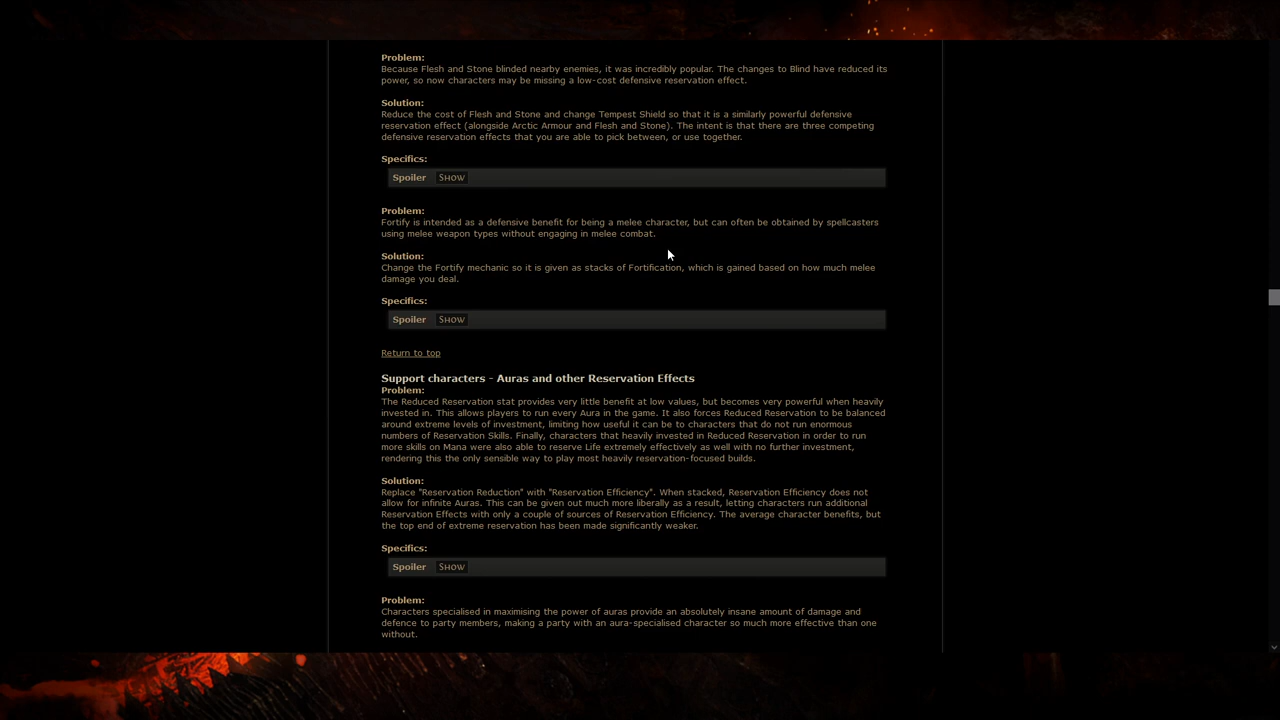 Problem:
Because Flesh and Stone blinded nearby enemies, it was incredibly popular. The changes to Blind have reduced its
power, so now characters may be missing a low-cost defensive reservation effect.
Solution:
Reduce the cost of Flesh and Stone and change Tempest Shield so that it is a similarly powerful defensive
reservation effect (alongside Arctic Armour and Flesh and Stone). The intent is that there are three competing
defensive reservation effects that you are able to pick between, or use together.
Specifics:
Spoiler Show
Problem:
Fortify is intended as a defensive benefit for being a melee character, but can often be obtained by spellcasters
using melee weapon types without engaging in melee combat.
Solution:
Change the Fortify mechanic so it is given as stacks of Fortification, which is gained based on how much melee
damage you deal.
Specifics:
Spoiler Show
Return to top
Support characters - Auras and other Reservation Effects
Problem:
The Reduced Reservation stat provides very little benefit at low values, but becomes very powerful when heavily
invested in. This allows players to run every Aura in the game. It also forces Reduced Reservation to be balanced
around extreme levels of investment, limiting how useful it can be to characters that do not run enormous
numbers of Reservation Skills. Finally, characters that heavily invested in Reduced Reservation in order to run
more skills on Mana were also able to reserve Life extremely effectively as well with no further investment,
rendering this the only sensible way to play most heavily reservation-focused builds.
Solution:
Replace "Reservation Reduction" with "Reservation Efficiency". When stacked, Reservation Efficiency does not
allow for infinite Auras. This can be given out much more liberally as a result, letting characters run additional
Reservation Effects with only a couple of sources of Reservation Efficiency. The average character benefits, but
the top end of extreme reservation has been made significantly weaker.
Specifics:
Spoiler Show
Problem:
Characters specialised in maximising the power of auras provide an absolutely insane amount of damage and
defence to party members, making a party with an aura-specialised character so much more effective than one
without.